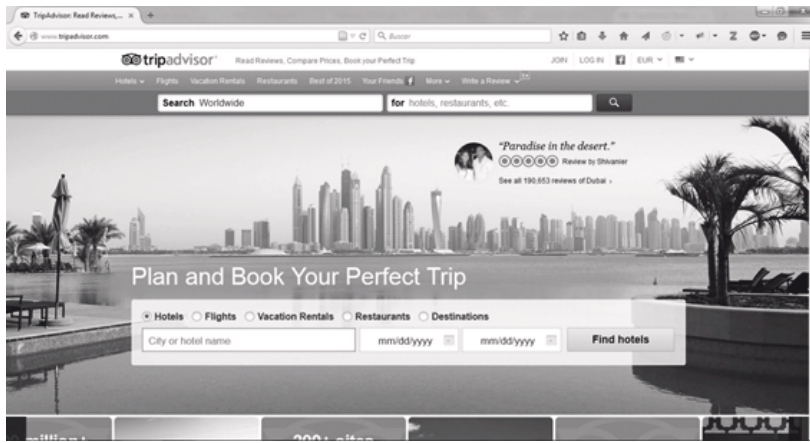 TripAdvisor: Read Reviews,...
www.tripadvisor.com
Buscar
tripadvisor Read Reviews, Compare Prices, Book your Perfect Trip JOIN LOG IN EUR
Hotels Flights Vacation Rentals Restaurants Best of 2015 Your Friends More Write a Review
Search Worldwide for hotels, restaurants, etc.
"Paradise in the desert."
Review by Shivanier
See all 190,653 reviews of Dubai ›
Plan and Book Your Perfect Trip
Hotels Flights Vacation Rentals Restaurants Destinations
City or hotel name mm/dd/yyyy mm/dd/yyyy Find hotels
million+ 200+ sites